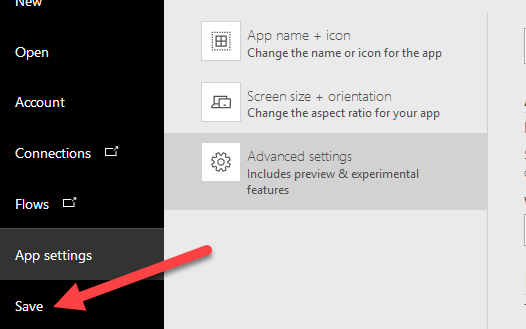 New
Open
Account
Connections
Flows
App settings
Save
App name + icon
Change the name or icon for the app
Screen size + orientation
Change the aspect ratio for your app
Advanced settings
Includes preview & experimental
features